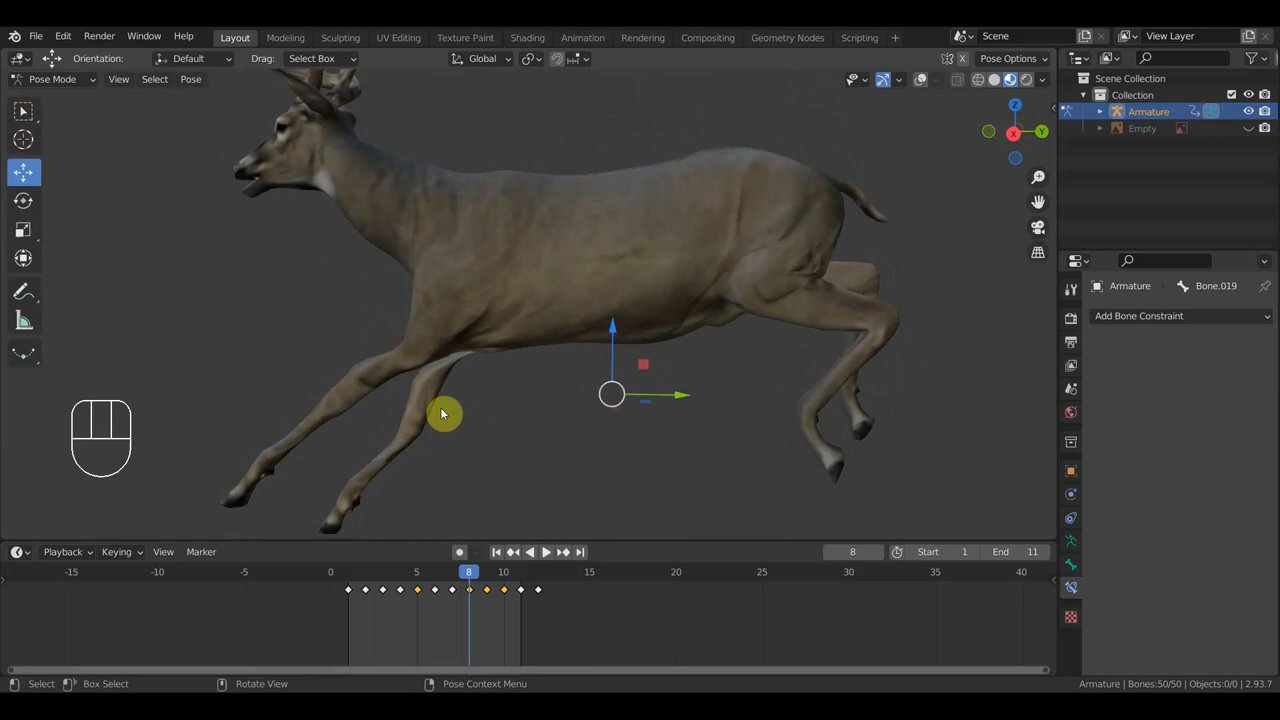 File Edit Render Window Help Layout Modeling Sculpting UV Editing Texture Paint Shading Animation Rendering Compositing Geometry Nodes Scripting + Scene View Layer
Orientation: Default Drag: Select Box Global Pose Options
Pose Mode View Select Pose
Scene Collection
Collection
Armature
Empty
Z
Y
X
Armature Bone.019
Add Bone Constraint
Playback Keying View Marker 8 Start 1 End 11
-15 -10 -5 0 5 8 10 15 20 25 30 35 40
Select Box Select Rotate View Pose Context Menu Armature | Bones:50/50 | Objects:0/0 | 2.93.7